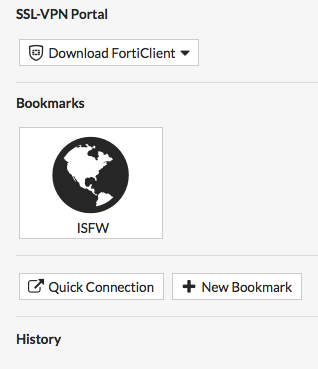 SSL-VPN Portal
Download FortiClient
Bookmarks
ISFW
Quick Connection
New Bookmark
History